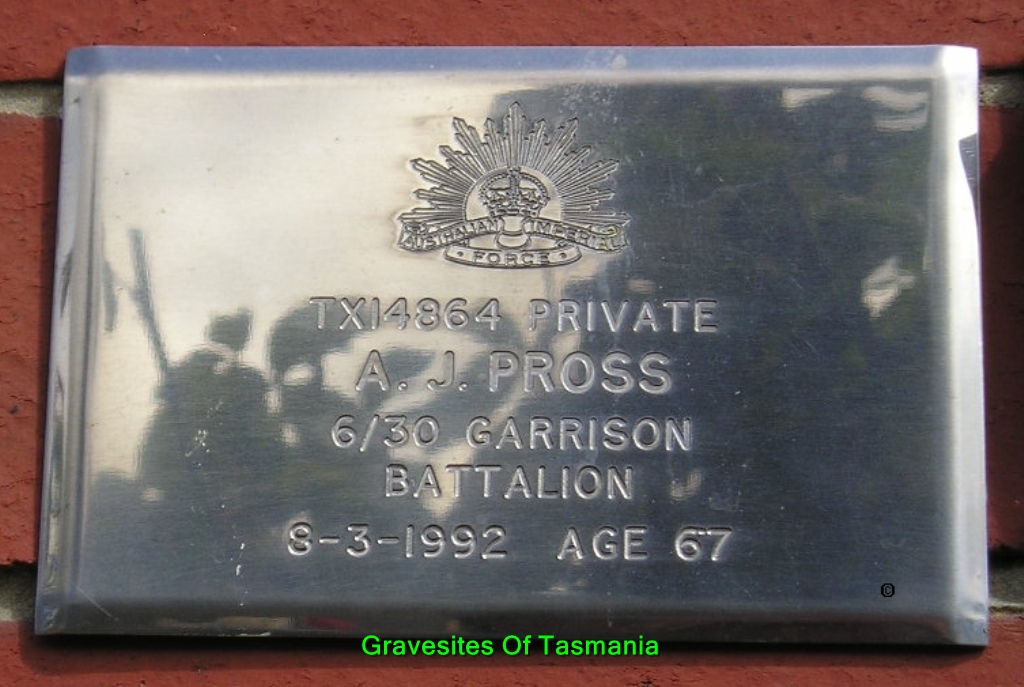 AUSTRALIAN IMPERIAL
FORCE
TX14864 PRIVATE
A. J. PROSS
6/30 GARRISON
BATTALION
8-3-1992 AGE 67
©
Gravesites Of Tasmania